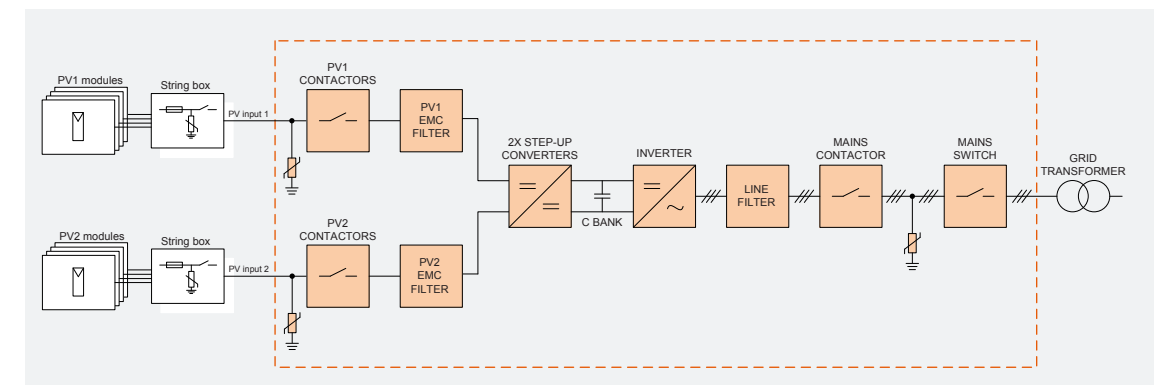 PV1 modules
String box
PV input 1
PV1
CONTACTORS
PV1
EMC
FILTER
2X STEP-UP
CONVERTERS
C BANK
INVERTER
LINE
FILTER
MAINS
CONTACTOR
MAINS
SWITCH
GRID
TRANSFORMER
PV2 modules
String box
PV input 2
PV2
CONTACTORS
PV2
EMC
FILTER